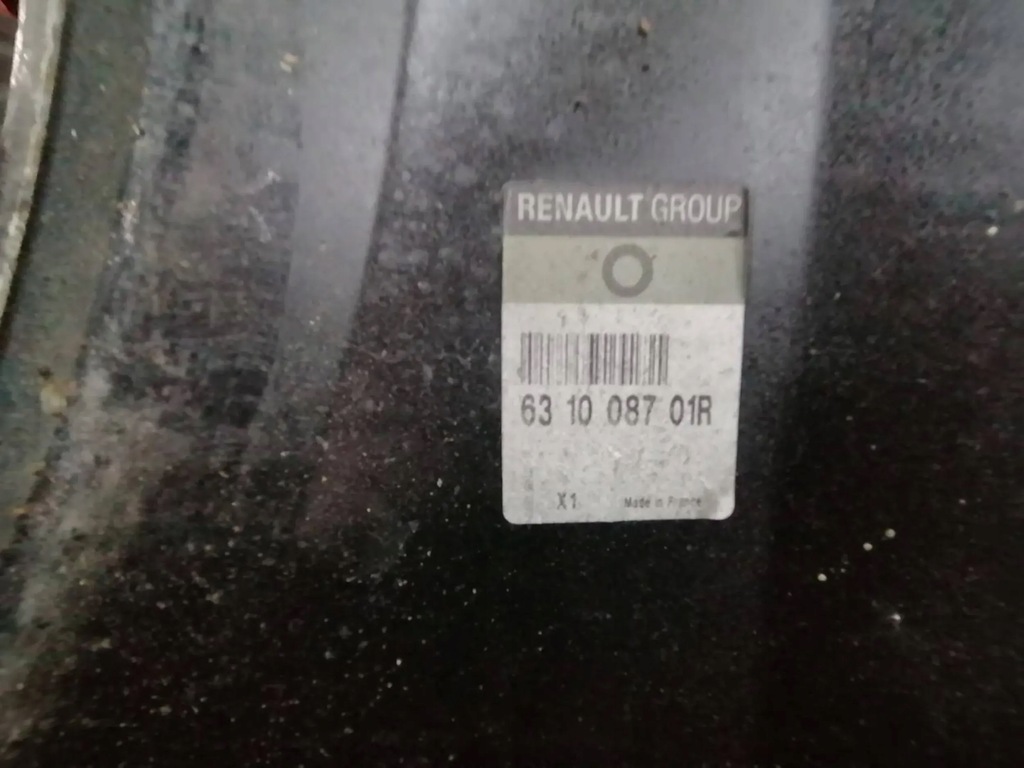 RENAULT GROUP
63 10 087 01R
X1 Made in France